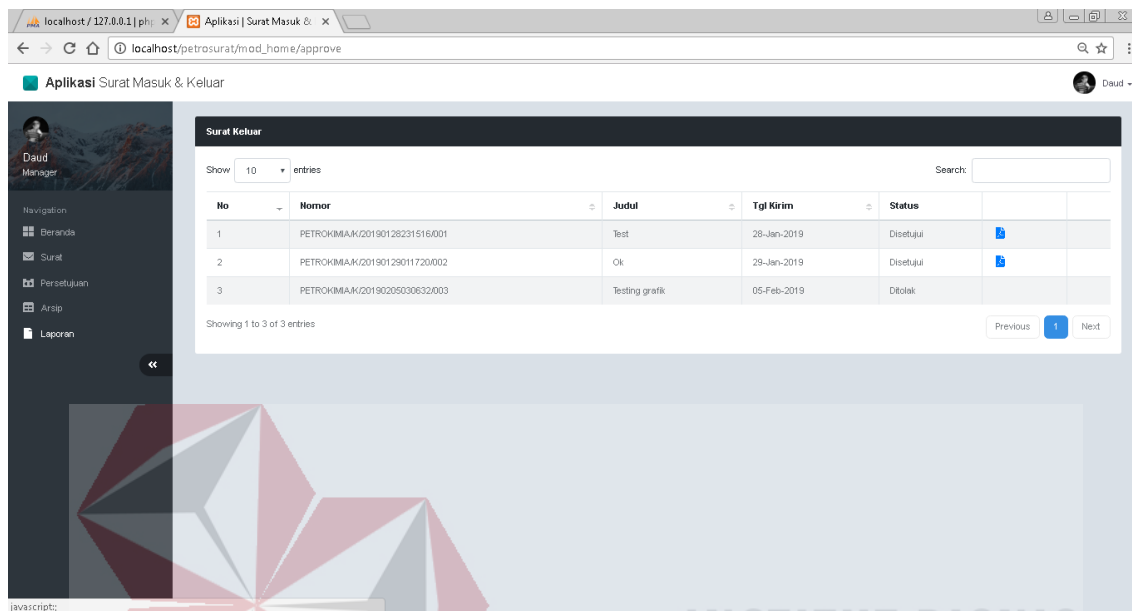 localhost / 127.0.0.1 | ph
Aplikasi | Surat Masuk &
localhost/petrosurat/mod_home/approve
Aplikasi Surat Masuk & Keluar
Daud
Daud
Manager
Navigation
Beranda
Surat
Persetujuan
Arsip
Laporan
Surat Keluar
Show 10 entries
Search:
No Nomor Judul Tgl Kirim Status
1 PETROKIMIA/K/20190128231516/001 Test 28-Jan-2019 Disetujui
2 PETROKIMIA/K/20190129011720/002 Ok 29-Jan-2019 Disetujui
3 PETROKIMIA/K/20190205030632/003 Testing grafik 05-Feb-2019 Ditolak
Showing 1 to 3 of 3 entries
Previous 1 Next
javascript:;